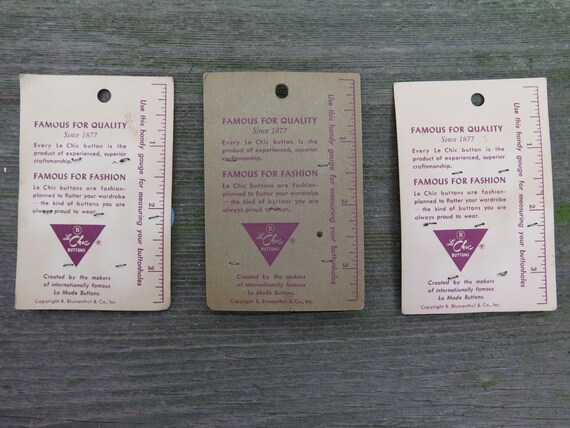 FAMOUS FOR QUALITY
Since 1877
Every Le Chic button is the
product of experienced, superior
craftsmanship.
FAMOUS FOR FASHION
Le Chic buttons are fashion-
planned to flatter your wardrobe
— the kind of buttons you are
always proud to wear.
B
Le Chic
BUTTONS
®
Created by the makers
of internationally famous
La Mode Buttons.
Copyright B. Blumenthal & Co., Inc.
Use this handy gauge for measuring your buttonholes
1
2
3
FAMOUS FOR QUALITY
Since 1877
Every Le Chic button is the
product of experienced, superior
craftsmanship.
FAMOUS FOR FASHION
Le Chic buttons are fashion-
planned to flatter your wardrobe
— the kind of buttons you are
always proud to wear.
B
Le Chic
BUTTONS
®
Created by the makers
of internationally famous
La Mode Buttons.
Copyright B. Blumenthal & Co., Inc.
Use this handy gauge for measuring your buttonholes
1
2
3
FAMOUS FOR QUALITY
Since 1877
Every Le Chic button is the
product of experienced, superior
craftsmanship.
FAMOUS FOR FASHION
Le Chic buttons are fashion-
planned to flatter your wardrobe
— the kind of buttons you are
always proud to wear.
B
Le Chic
BUTTONS
®
Created by the makers
of internationally famous
La Mode Buttons.
Copyright B. Blumenthal & Co., Inc.
Use this handy gauge for measuring your buttonholes
1
2
3